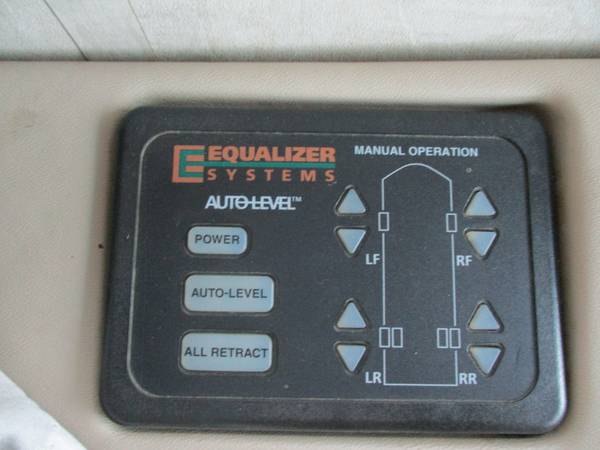 EQUALIZER
SYSTEMS
MANUAL OPERATION
AUTO-LEVEL™
POWER
LF
RF
AUTO-LEVEL
ALL RETRACT
LR
RR